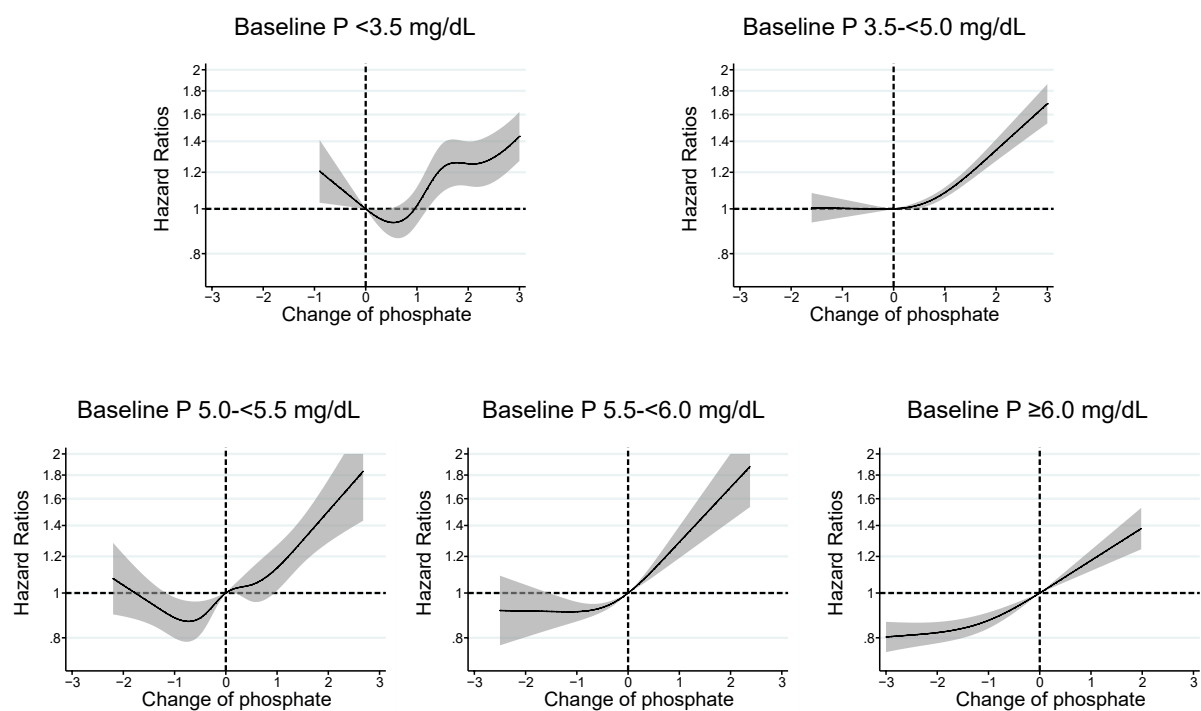 Baseline P <3.5 mg/dL
Hazard Ratios
2
1.8
1.6
1.4
1.2
1
.8
−3 −2 −1 0 1 2 3
Change of phosphate
Baseline P 3.5-<5.0 mg/dL
Hazard Ratios
2
1.8
1.6
1.4
1.2
1
.8
−3 −2 −1 0 1 2 3
Change of phosphate
Baseline P 5.0-<5.5 mg/dL
Hazard Ratios
2
1.8
1.6
1.4
1.2
1
.8
−3 −2 −1 0 1 2 3
Change of phosphate
Baseline P 5.5-<6.0 mg/dL
Hazard Ratios
2
1.8
1.6
1.4
1.2
1
.8
−3 −2 −1 0 1 2 3
Change of phosphate
Baseline P ≥6.0 mg/dL
Hazard Ratios
2
1.8
1.6
1.4
1.2
1
.8
−3 −2 −1 0 1 2 3
Change of phosphate